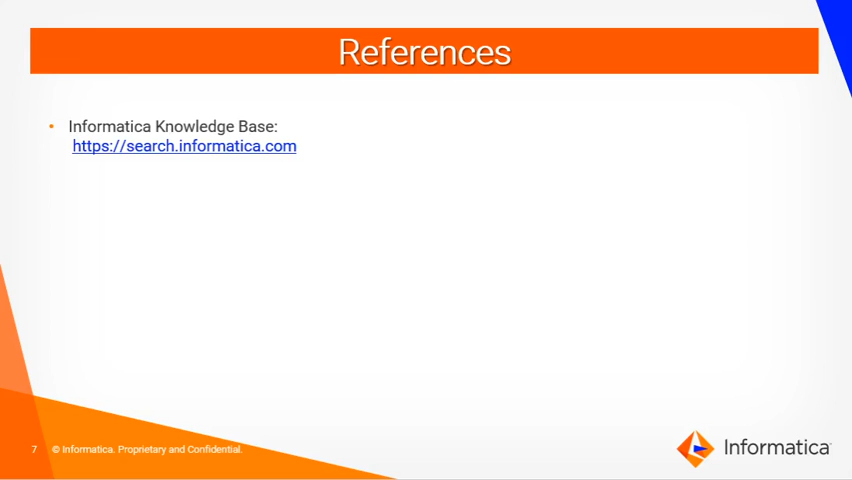 References
• Informatica Knowledge Base:
https://search.informatica.com
7 © Informatica. Proprietary and Confidential.
Informatica